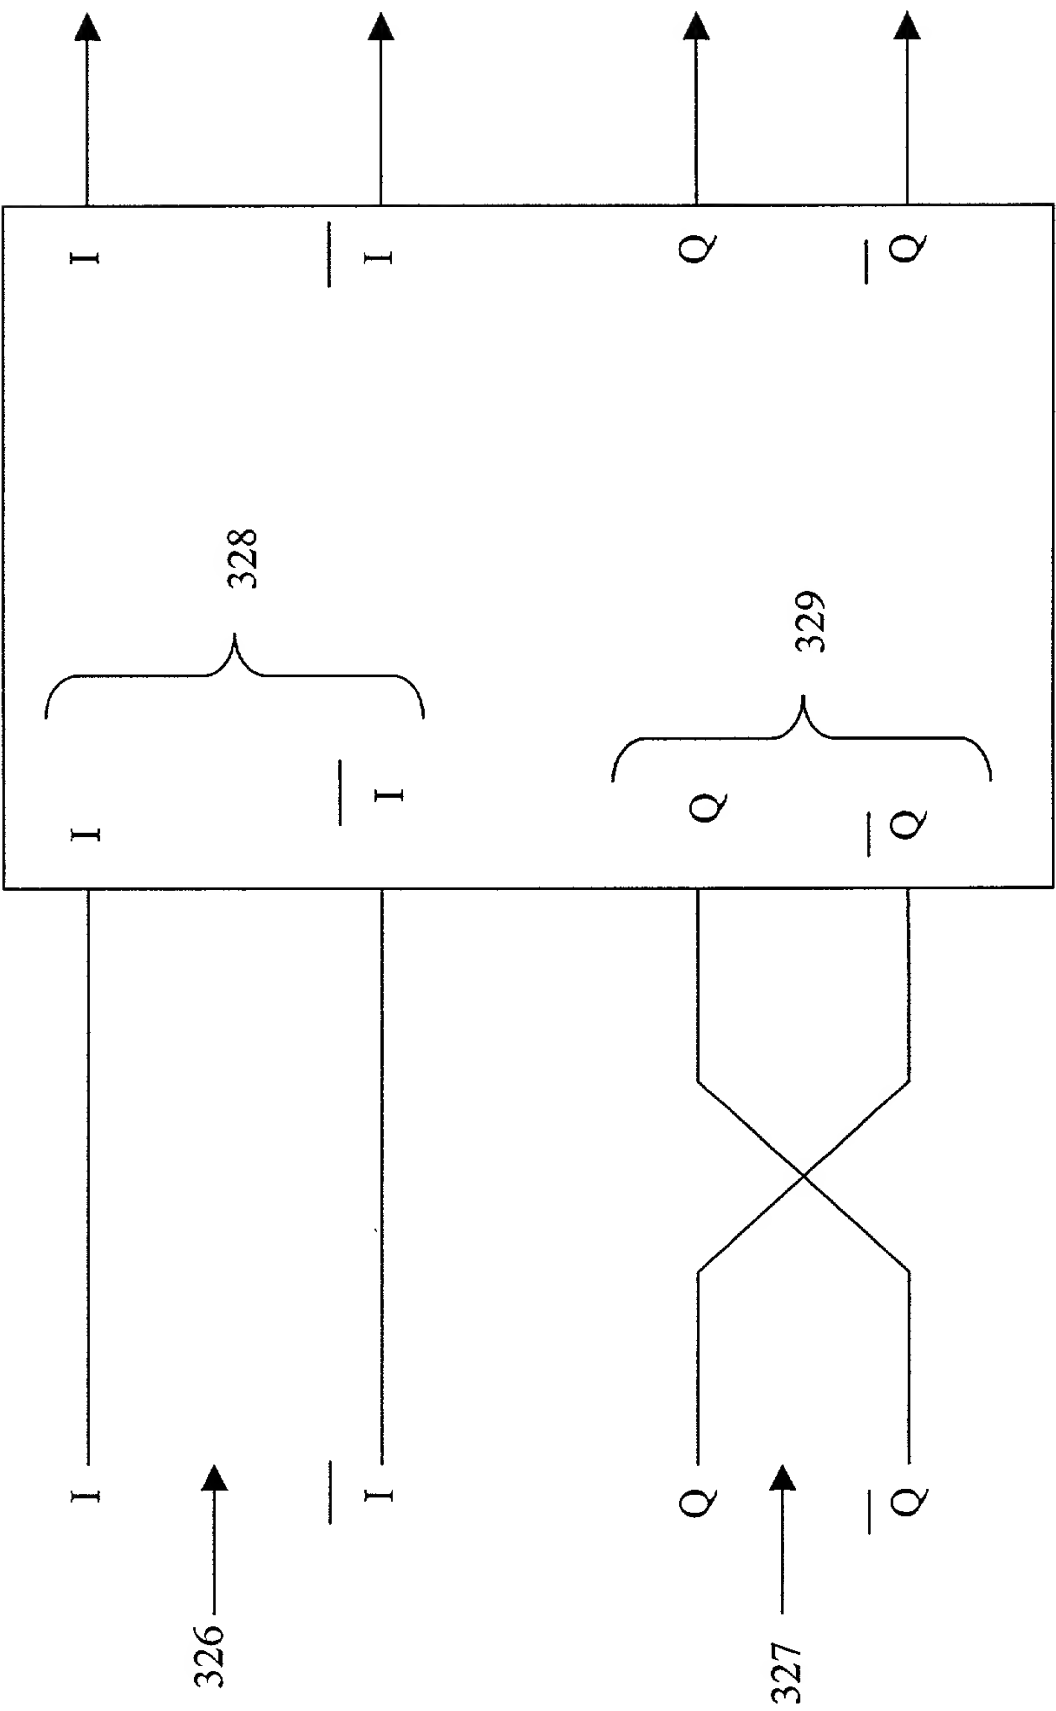 I I I
326 328
I̅ I̅ I̅
Q Q Q
327 329
Q̅ Q̅ Q̅